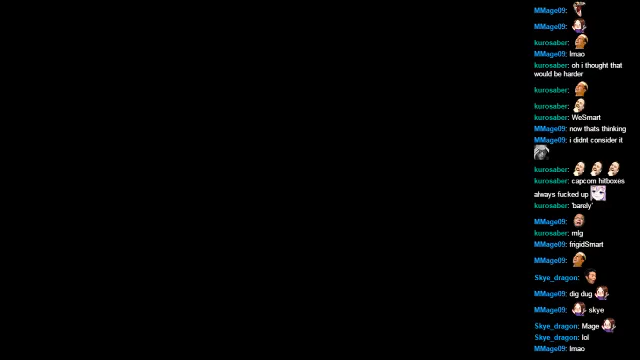 MMage09:
MMage09:
kurosaber:
MMage09: lmao
kurosaber: oh i thought that
would be harder
kurosaber:
kurosaber:
kurosaber: WeSmart
MMage09: now thats thinking
MMage09: i didnt consider it
kurosaber:
kurosaber: capcom hitboxes
always fucked up
kurosaber: 'barely'
MMage09:
kurosaber: mlg
MMage09: frigidSmart
MMage09:
Skye_dragon:
MMage09: dig dug
MMage09: skye
Skye_dragon: Mage
Skye_dragon: lol
MMage09: lmao